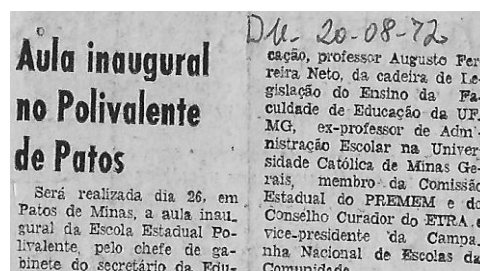 Aula inaugural
no Polivalente
de Patos
Será realizada dia 26, em
Patos de Minas, a aula inau_
gural da Escola Estadual Po-
livalente, pelo chefe de ga-
binete do secretário da Edu-
DM. 20-08-72
cação, professor Augusto Fer
reira Neto, da cadeira de Le-
gislação do Ensino da Fa-
culdade de Educação da UF.
MG, ex-professor de Adm
nistração Escolar na Univer
sidade Católica de Minas Ge-
rais, membro da Comissão
Estadual do PREMEM e do
Conselho Curador do ETRA e
vice-presidente da Campa_
nha Nacional de Escolas da
Comunidade